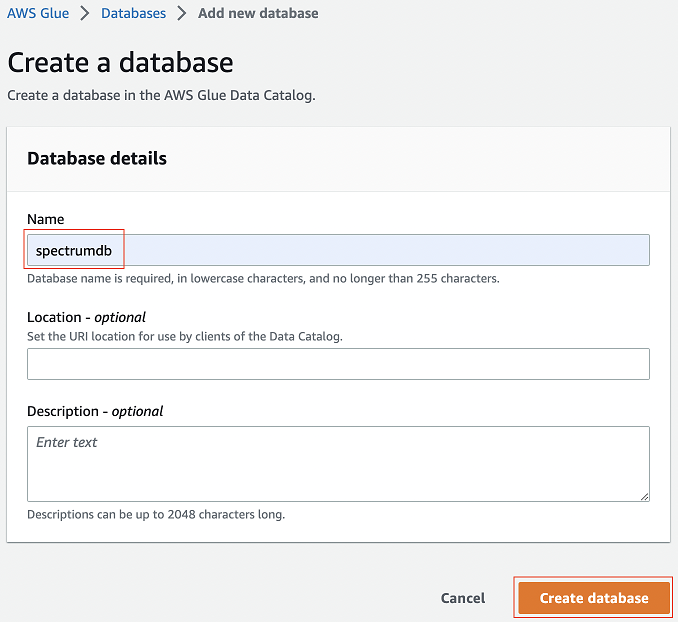 AWS Glue > Databases > Add new database
Create a database
Create a database in the AWS Glue Data Catalog.
Database details
Name
spectrumdb
Database name is required, in lowercase characters, and no longer than 255 characters.
Location - optional
Set the URI location for use by clients of the Data Catalog.
Description - optional
Enter text
Descriptions can be up to 2048 characters long.
Cancel Create database